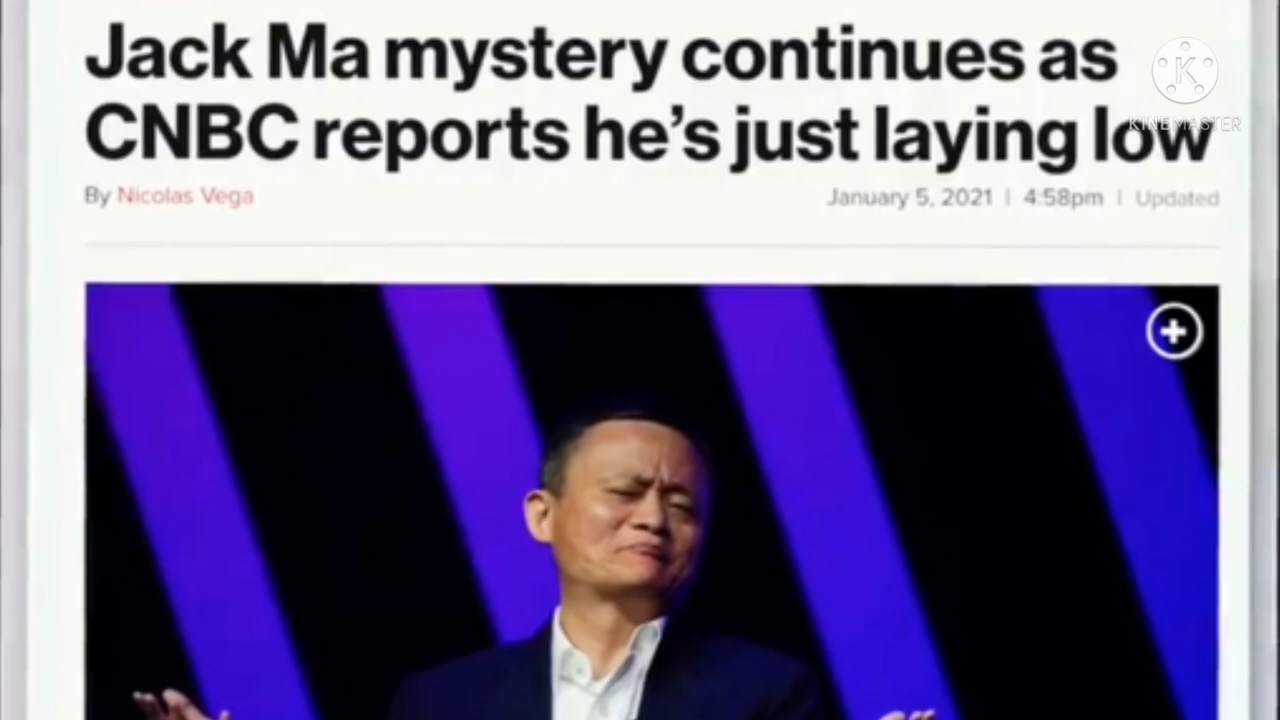 Jack Ma mystery continues as
K
CNBC reports he's just laying low
KINEMASTER
By Nicolas Vega
January 5, 2021 | 4:58pm | Updated